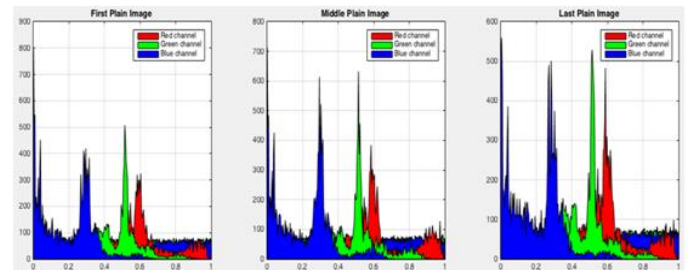 First Plain Image
900
800
700
600
500
400
300
200
100
0
0 0.2 0.4 0.6 0.8 1
Red channel
Green channel
Blue channel
Middle Plain Image
800
700
600
500
400
300
200
100
0
0 0.2 0.4 0.6 0.8 1
Red channel
Green channel
Blue channel
Last Plain Image
600
500
400
300
200
100
0
0 0.2 0.4 0.6 0.8 1
Red channel
Green channel
Blue channel